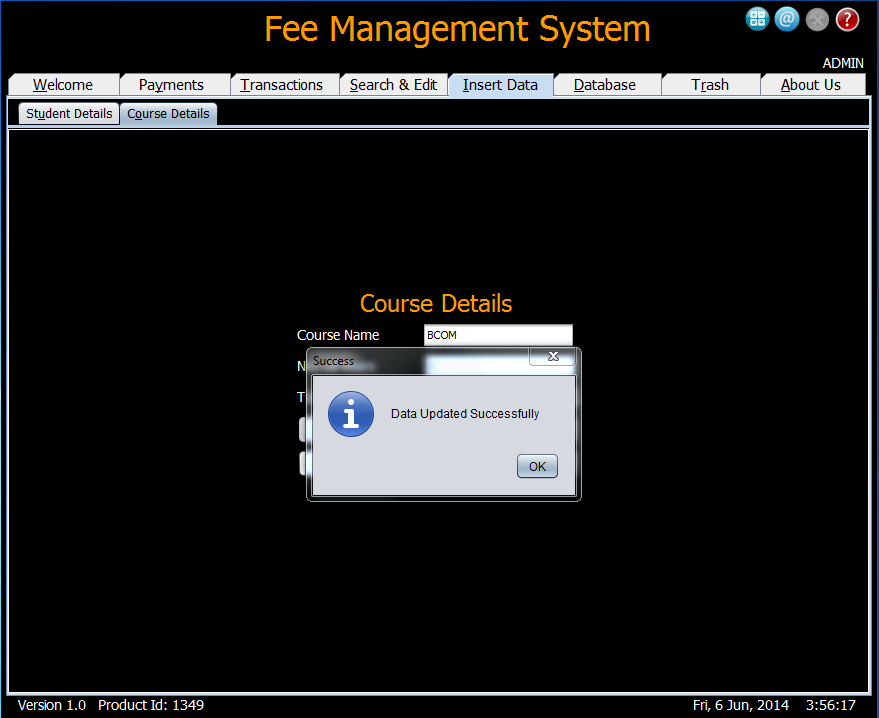 Fee Management System
ADMIN
Welcome Payments Transactions Search & Edit Insert Data Database Trash About Us
Student Details Course Details
Course Details
Course Name BCOM
Success
Data Updated Successfully
OK
Version 1.0 Product Id: 1349 Fri, 6 Jun, 2014 3:56:17